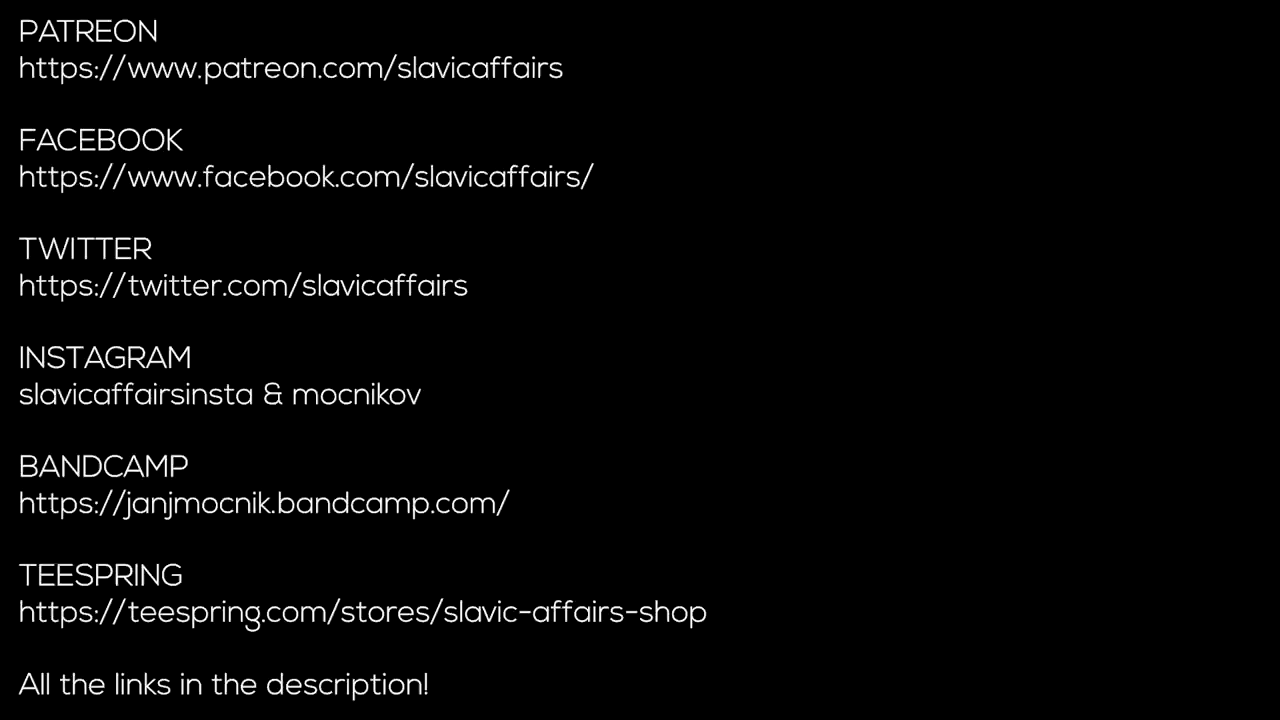 PATREON
https://www.patreon.com/slavicaffairs
FACEBOOK
https://www.facebook.com/slavicaffairs/
TWITTER
https://twitter.com/slavicaffairs
INSTAGRAM
slavicaffairsinsta & mocnikov
BANDCAMP
https://janjmocnik.bandcamp.com/
TEESPRING
https://teespring.com/stores/slavic-affairs-shop
All the links in the description!